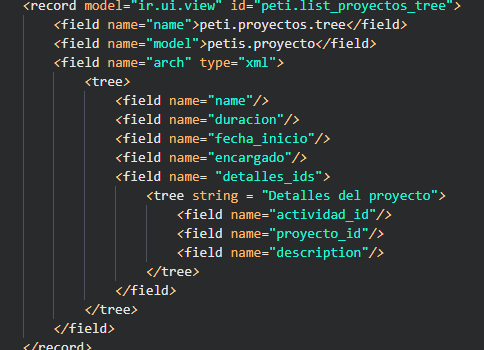 <record model="ir.ui.view" id="peti.list_proyectos_tree">
<field name="name">peti.proyectos.tree</field>
<field name="model">petis.proyecto</field>
<field name="arch" type="xml">
<tree>
<field name="name"/>
<field name="duracion"/>
<field name="fecha_inicio"/>
<field name="encargado"/>
<field name= "detalles_ids">
<tree string = "Detalles del proyecto">
<field name="actividad_id"/>
<field name="proyecto_id"/>
<field name="description"/>
</tree>
</field>
</tree>
</field>
</record>